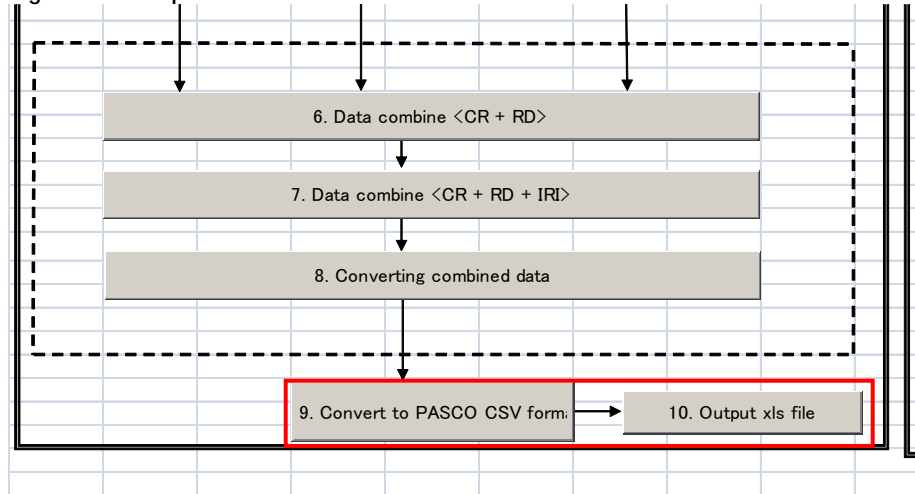 6. Data combine <CR + RD>
7. Data combine <CR + RD + IRI>
8. Converting combined data
9. Convert to PASCO CSV forma
10. Output xls file